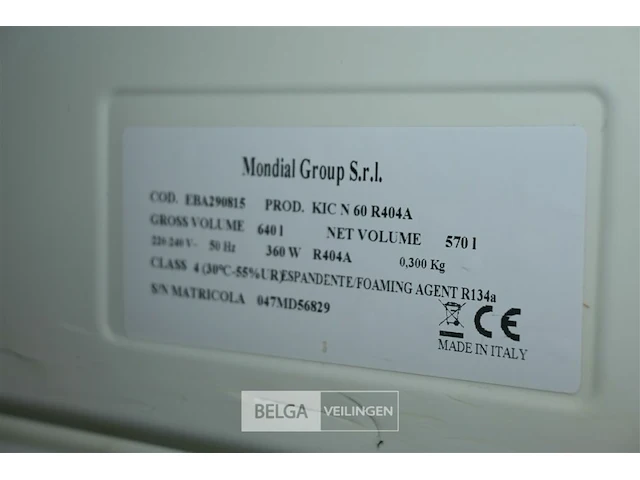 Mondial Group S.r.l.
COD. EBA290815 PROD. KIC N 60 R404A
GROSS VOLUME 640 l NET VOLUME 570 l
220-240 V- 50 Hz 360 W R404A 0,300 Kg
CLASS 4 (30°C-55%UR)ESPANDENTE/FOAMING AGENT R134a
S/N MATRICOLA 047MD56829
CE
MADE IN ITALY
1
BELGA VEILINGEN